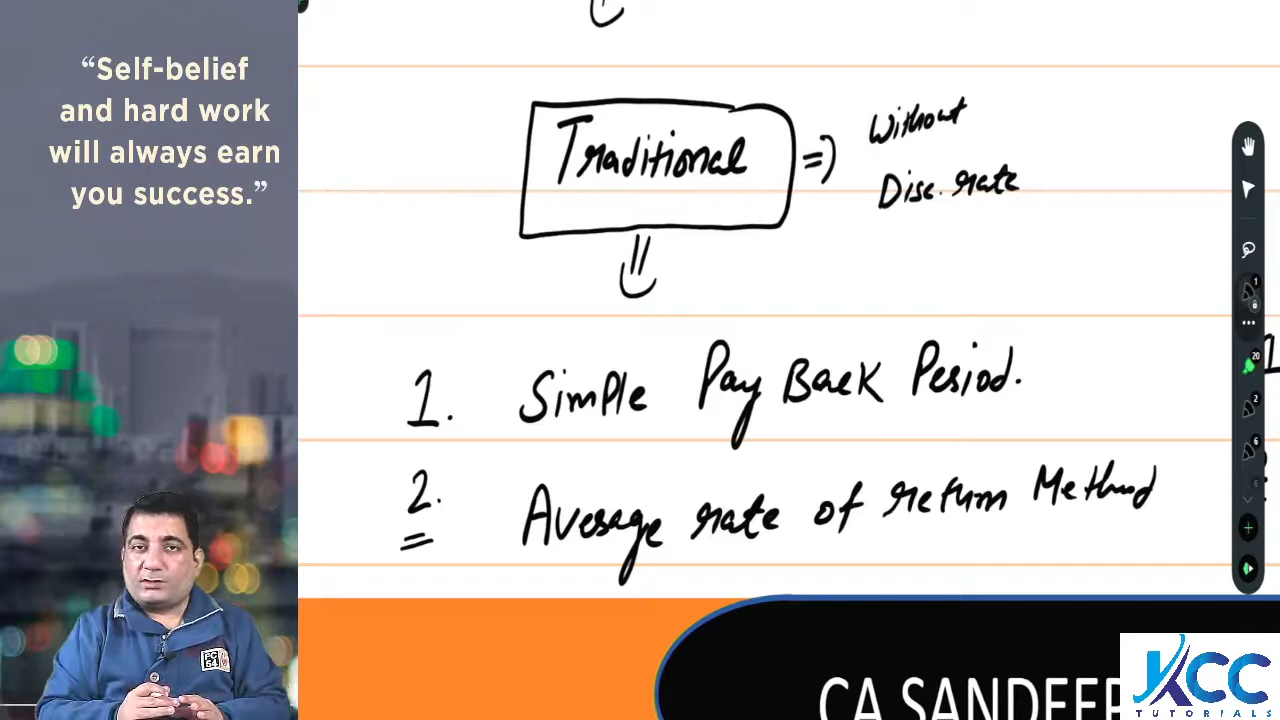 “Self-belief
and hard work
will always earn
you success.”
Traditional => Without
Disc. rate
1. Simple Pay Back Period.
2. Average rate of return Method
CA SANDEEP
KCC
TUTORIALS